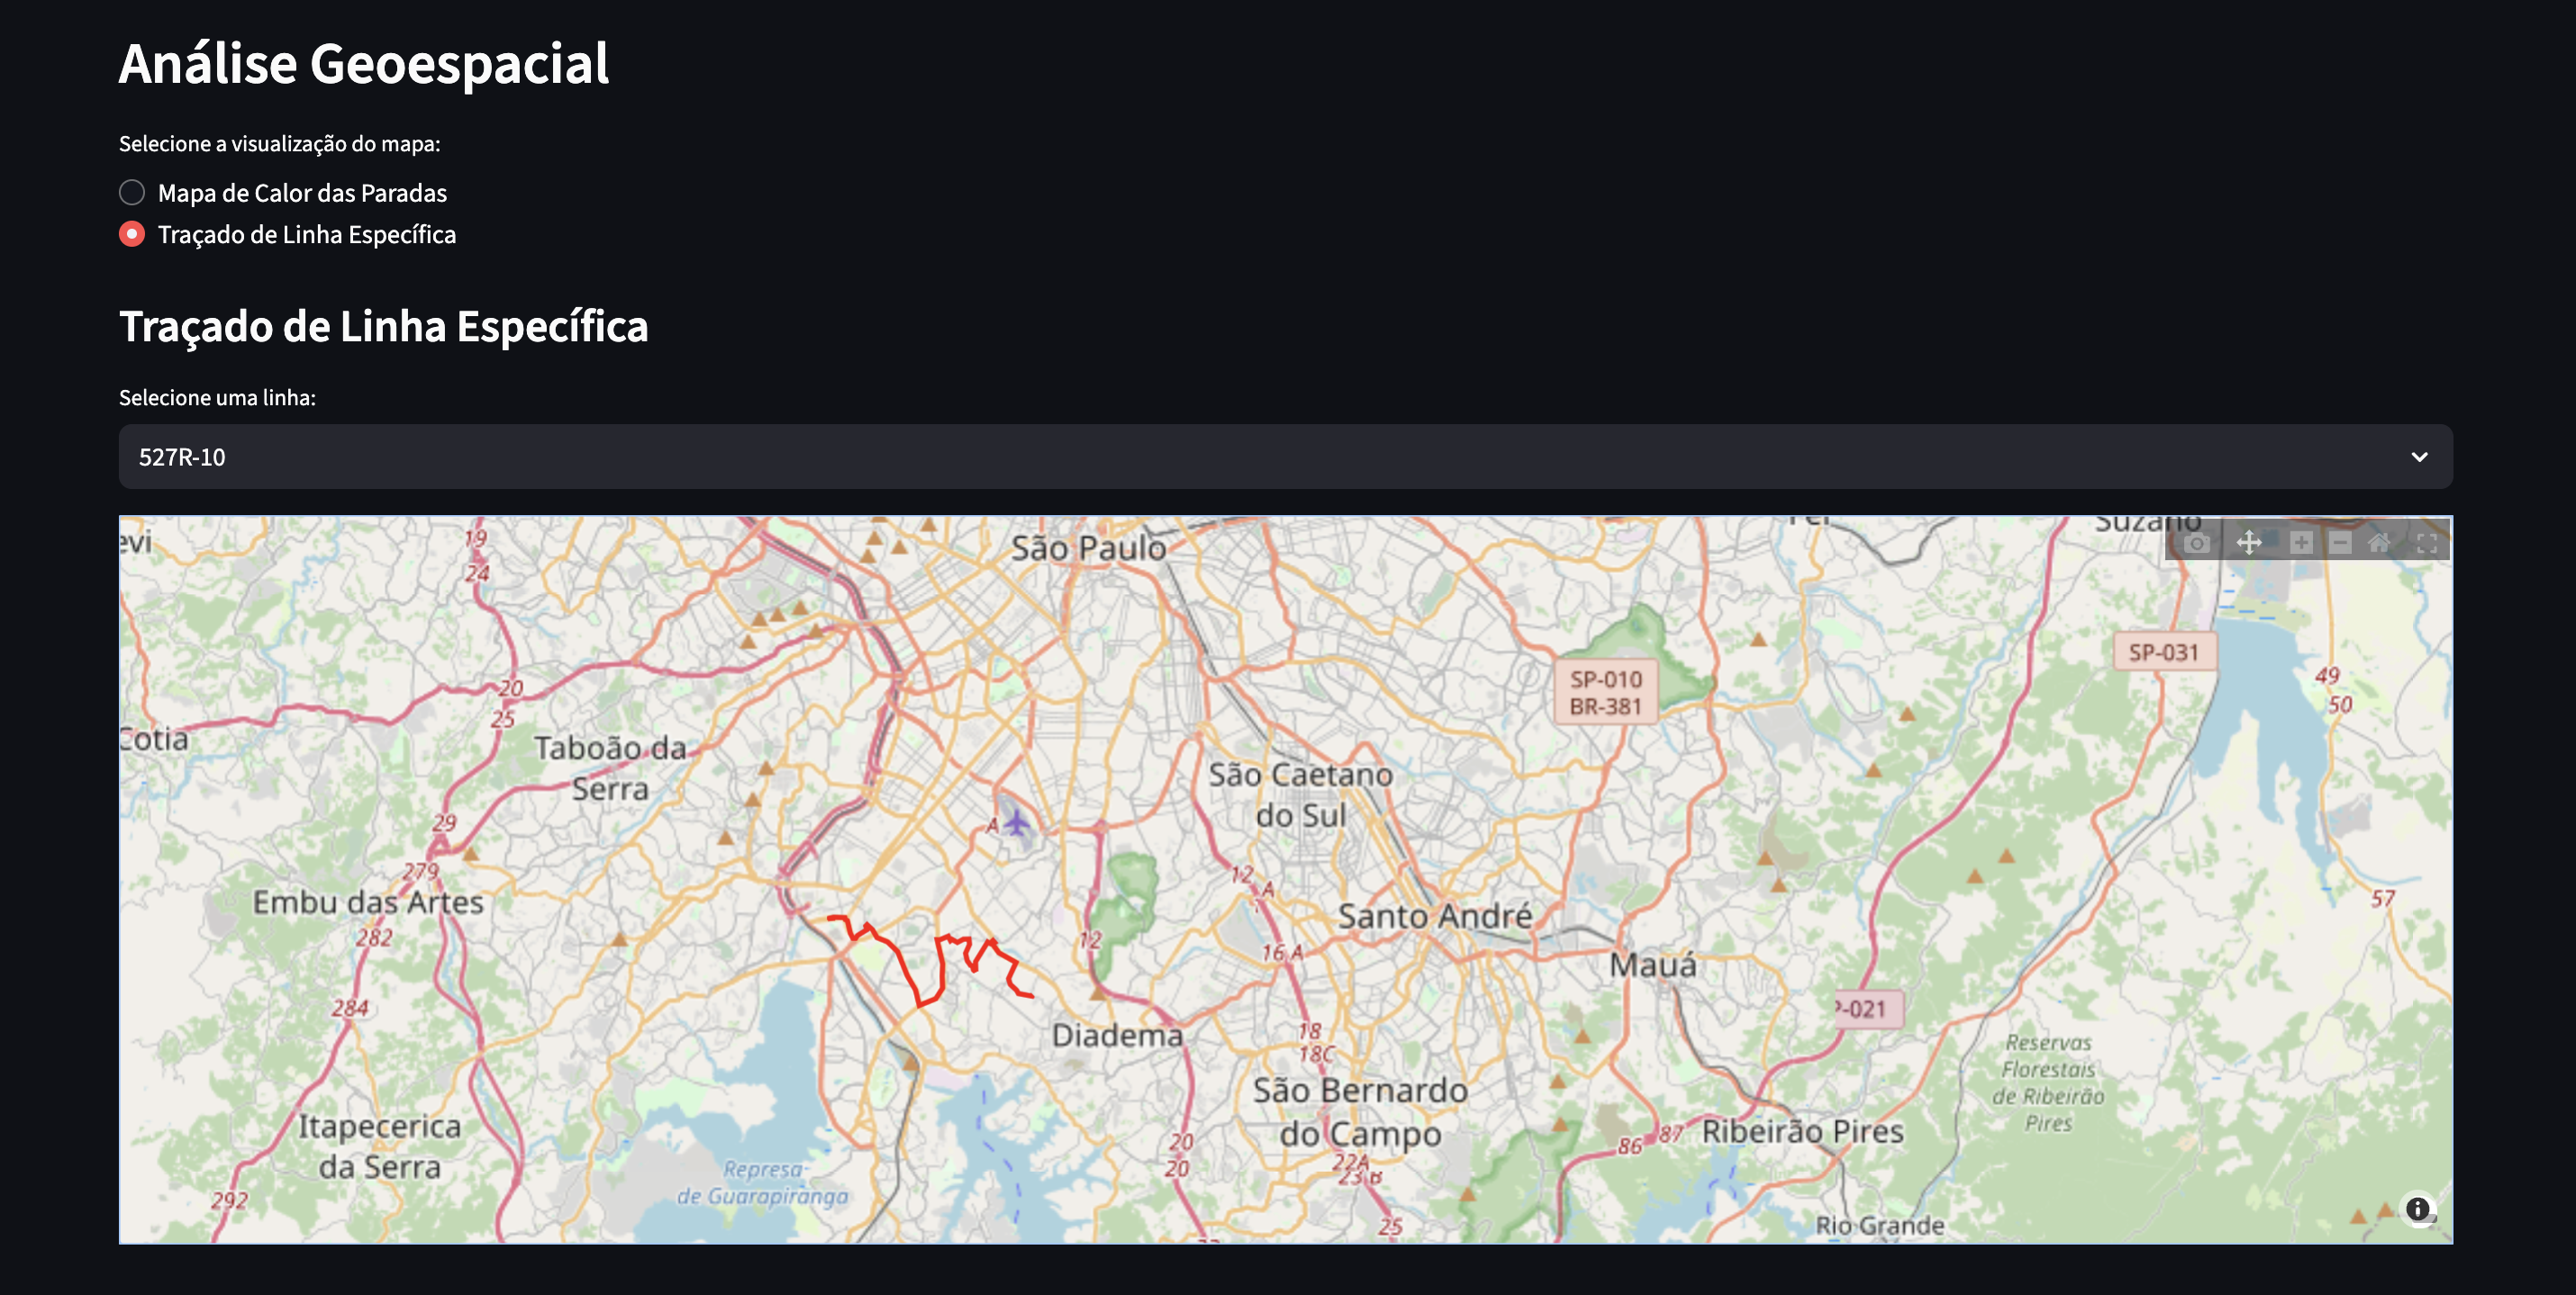 Análise Geoespacial
Selecione a visualização do mapa:
Mapa de Calor das Paradas
Traçado de Linha Específica
Traçado de Linha Específica
Selecione uma linha:
527R-10
evi
19
São Paulo
Suzano
24
SP-031
SP-010
BR-381
49
50
20
25
Cotia
Taboão da
Serra
São Caetano
do Sul
29
A
279
12 A
57
Embu das Artes
Santo André
282
12
16 A
Mauá
284
P-021
Diadema
18
18C
Reservas
Florestais
de Ribeirão
Pires
São Bernardo
do Campo
Itapecerica
da Serra
86
87
Ribeirão Pires
20
20
22A
23 B
Represa
de Guarapiranga
292
25
Rio Grande